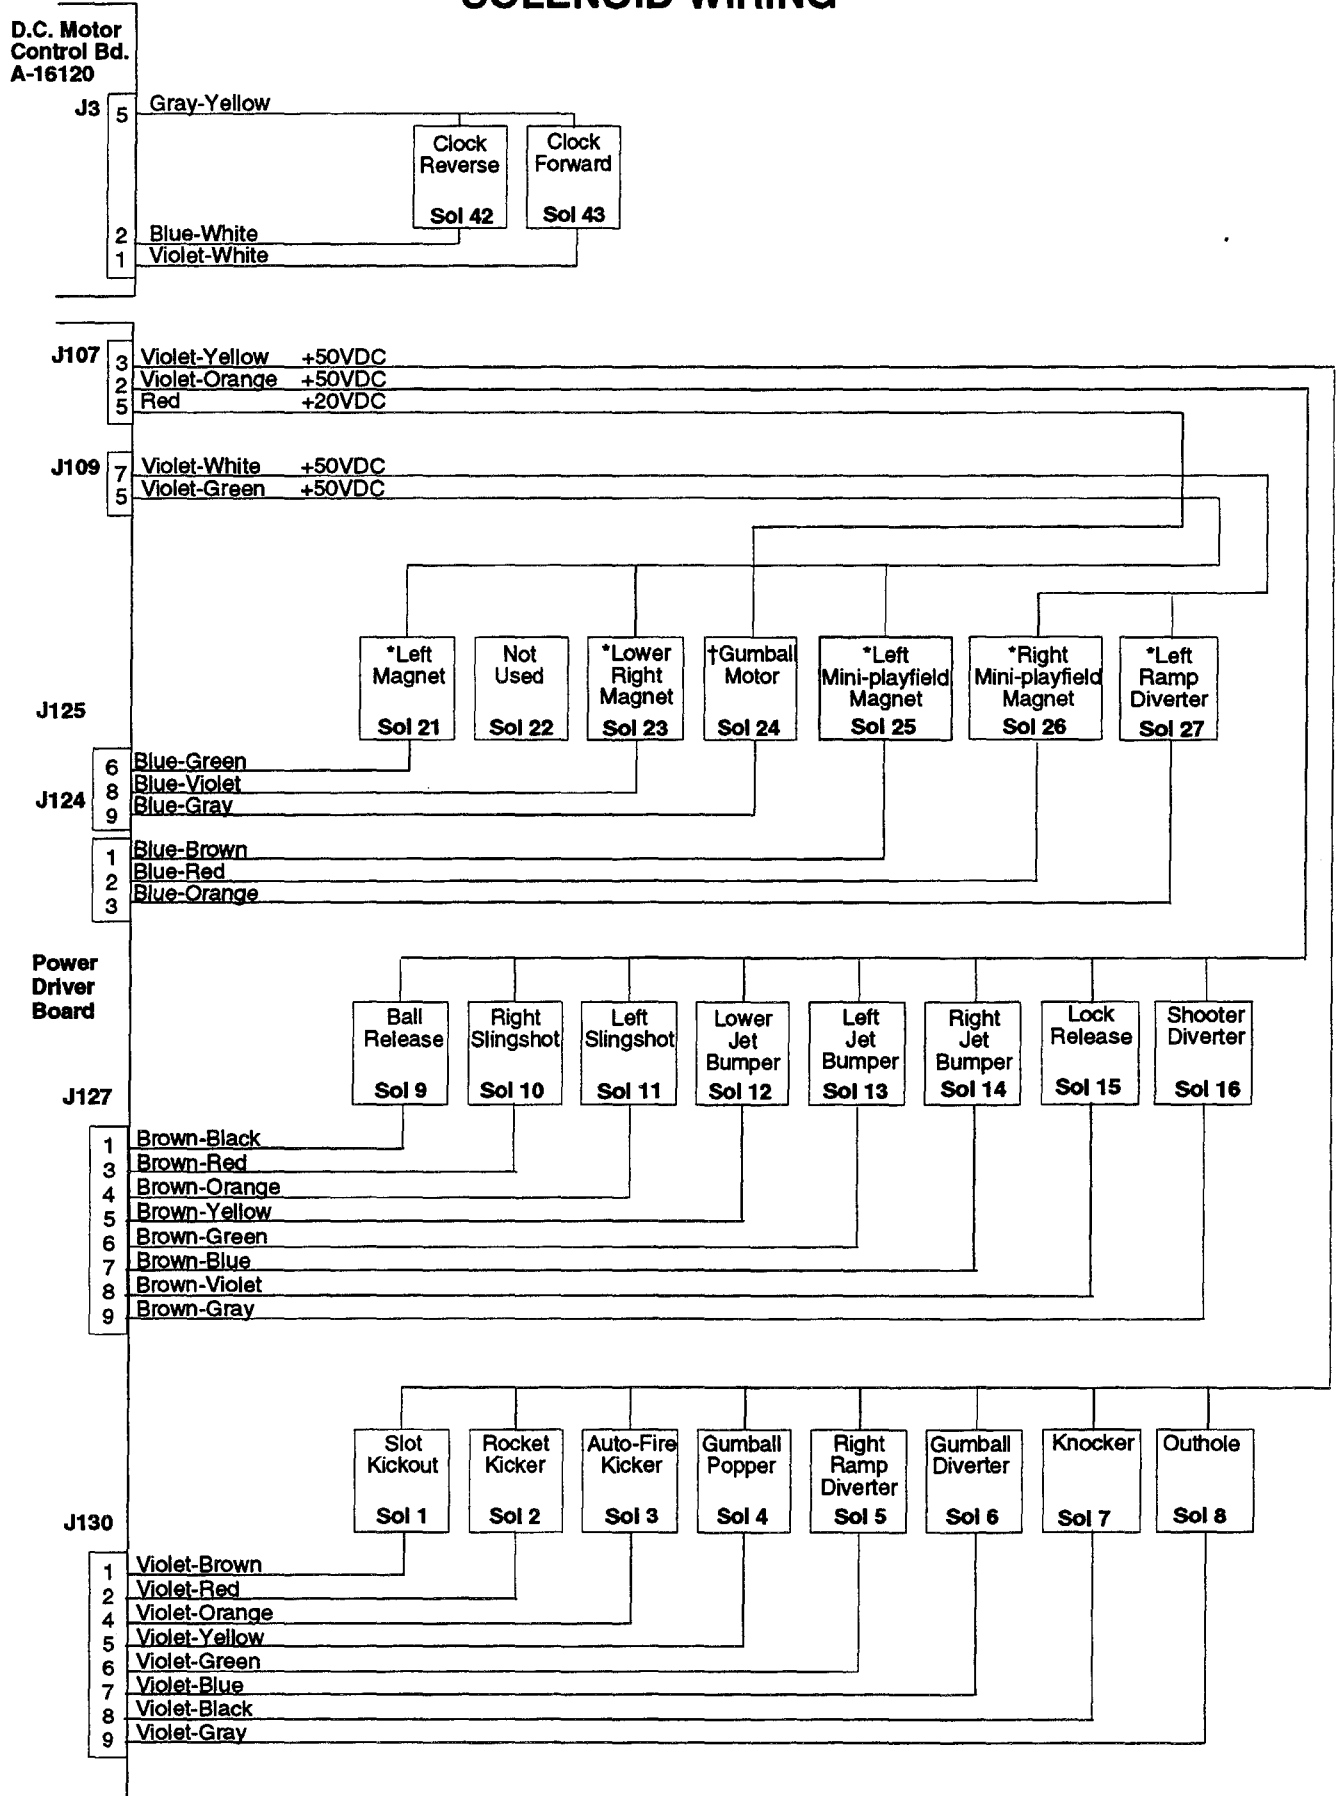 SOLENOID WIRING
D.C. Motor
Control Bd.
A-16120
J3
5 Gray-Yellow
Clock
Reverse
Sol 42
Clock
Forward
Sol 43
2 Blue-White
1 Violet-White
J107
3 Violet-Yellow +50VDC
2 Violet-Orange +50VDC
5 Red +20VDC
J109
7 Violet-White +50VDC
5 Violet-Green +50VDC
*Left
Magnet
Sol 21
Not
Used
Sol 22
*Lower
Right
Magnet
Sol 23
†Gumball
Motor
Sol 24
*Left
Mini-playfield
Magnet
Sol 25
*Right
Mini-playfield
Magnet
Sol 26
*Left
Ramp
Diverter
Sol 27
J125
6 Blue-Green
8 Blue-Violet
9 Blue-Gray
J124
1 Blue-Brown
2 Blue-Red
3 Blue-Orange
Power
Driver
Board
Ball
Release
Sol 9
Right
Slingshot
Sol 10
Left
Slingshot
Sol 11
Lower
Jet
Bumper
Sol 12
Left
Jet
Bumper
Sol 13
Right
Jet
Bumper
Sol 14
Lock
Release
Sol 15
Shooter
Diverter
Sol 16
J127
1 Brown-Black
3 Brown-Red
4 Brown-Orange
5 Brown-Yellow
6 Brown-Green
7 Brown-Blue
8 Brown-Violet
9 Brown-Gray
Slot
Kickout
Sol 1
Rocket
Kicker
Sol 2
Auto-Fire
Kicker
Sol 3
Gumball
Popper
Sol 4
Right
Ramp
Diverter
Sol 5
Gumball
Diverter
Sol 6
Knocker
Sol 7
Outhole
Sol 8
J130
1 Violet-Brown
2 Violet-Red
4 Violet-Orange
5 Violet-Yellow
6 Violet-Green
7 Violet-Blue
8 Violet-Black
9 Violet-Gray